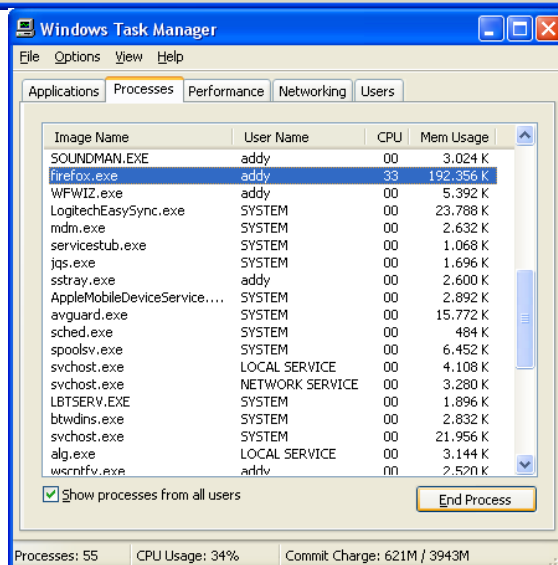 Windows Task Manager
File Options View Help
Applications Processes Performance Networking Users
Image Name User Name CPU Mem Usage
SOUNDMAN.EXE addy 00 3.024 K
firefox.exe addy 33 192.356 K
WFWIZ.exe addy 00 5.392 K
LogitechEasySync.exe SYSTEM 00 23.788 K
mdm.exe SYSTEM 00 2.632 K
servicestub.exe SYSTEM 00 1.068 K
jqs.exe SYSTEM 00 1.696 K
sstray.exe addy 00 2.600 K
AppleMobileDeviceService.... SYSTEM 00 2.892 K
avguard.exe SYSTEM 00 15.772 K
sched.exe SYSTEM 00 484 K
spoolsv.exe SYSTEM 00 6.452 K
svchost.exe LOCAL SERVICE 00 4.108 K
svchost.exe NETWORK SERVICE 00 3.280 K
LBTSERV.EXE SYSTEM 00 1.896 K
btwdins.exe SYSTEM 00 2.832 K
svchost.exe SYSTEM 00 21.956 K
alg.exe LOCAL SERVICE 00 3.144 K
wscntfy.exe addy 00 2.520 K
Show processes from all users
End Process
Processes: 55 CPU Usage: 34% Commit Charge: 621M / 3943M